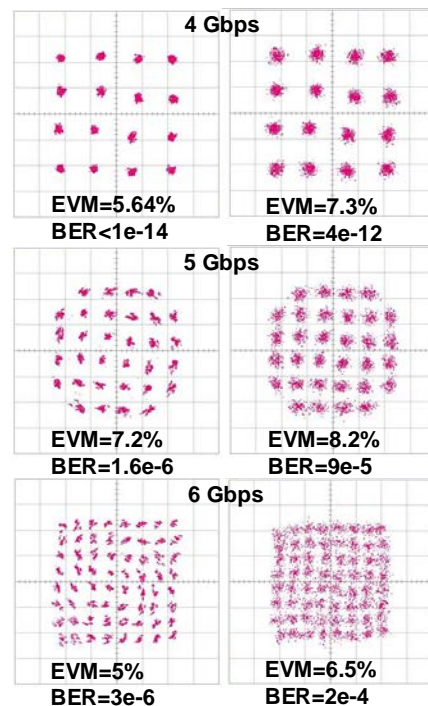 4 Gbps
EVM=5.64%
BER<1e-14
EVM=7.3%
BER=4e-12
5 Gbps
EVM=7.2%
BER=1.6e-6
EVM=8.2%
BER=9e-5
6 Gbps
EVM=5%
BER=3e-6
EVM=6.5%
BER=2e-4